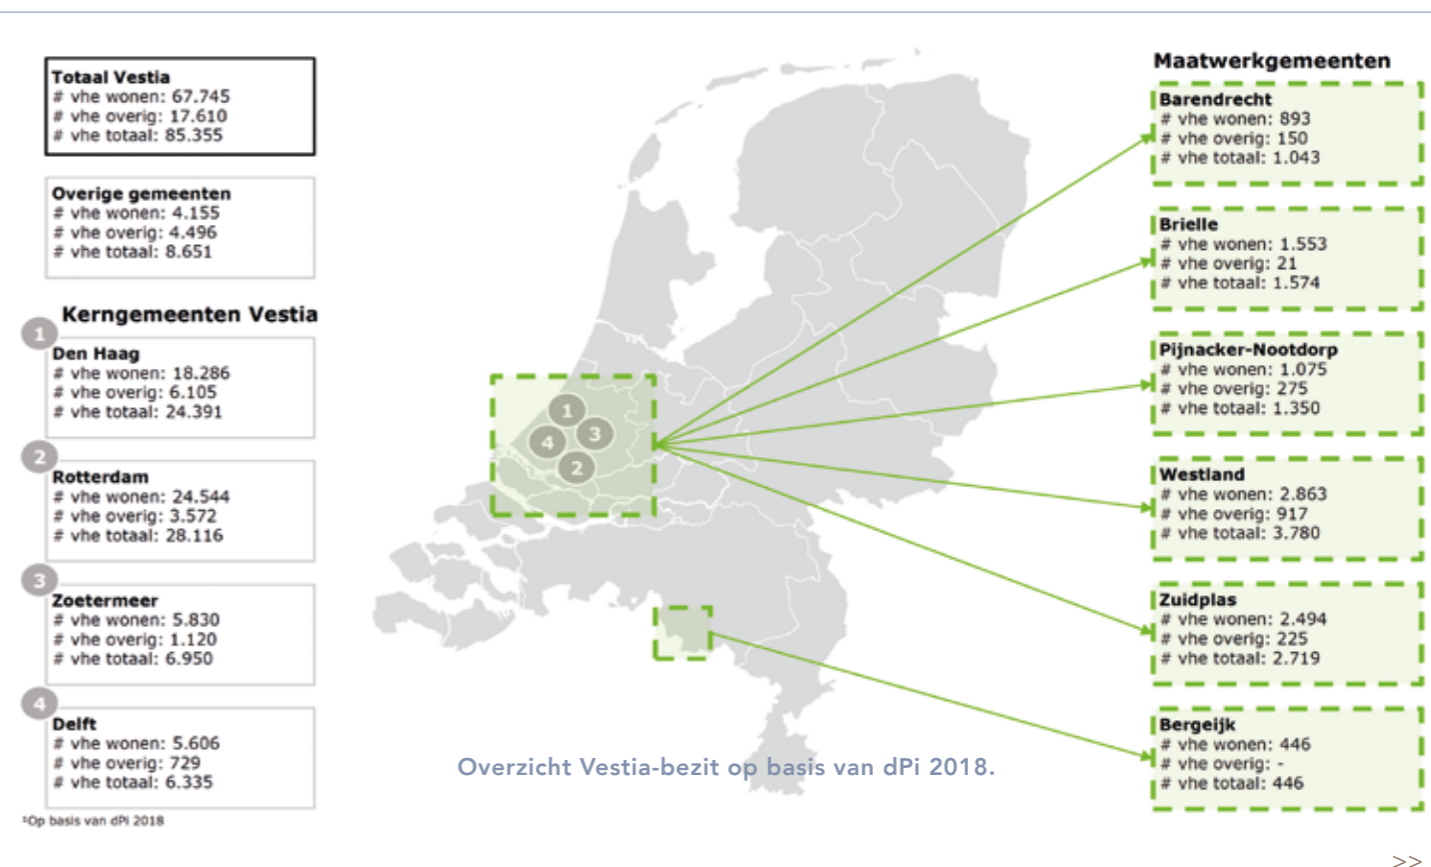 Totaal Vestia
# vhe wonen: 67.745
# vhe overig: 17.610
# vhe totaal: 85.355
Overige gemeenten
# vhe wonen: 4.155
# vhe overig: 4.496
# vhe totaal: 8.651
Kerngemeenten Vestia
1
Den Haag
# vhe wonen: 18.286
# vhe overig: 6.105
# vhe totaal: 24.391
2
Rotterdam
# vhe wonen: 24.544
# vhe overig: 3.572
# vhe totaal: 28.116
3
Zoetermeer
# vhe wonen: 5.830
# vhe overig: 1.120
# vhe totaal: 6.950
4
Delft
# vhe wonen: 5.606
# vhe overig: 729
# vhe totaal: 6.335
¹Op basis van dPi 2018
1
3
4
2
Overzicht Vestia-bezit op basis van dPi 2018.
Maatwerkgemeenten
Barendrecht
# vhe wonen: 893
# vhe overig: 150
# vhe totaal: 1.043
Brielle
# vhe wonen: 1.553
# vhe overig: 21
# vhe totaal: 1.574
Pijnacker-Nootdorp
# vhe wonen: 1.075
# vhe overig: 275
# vhe totaal: 1.350
Westland
# vhe wonen: 2.863
# vhe overig: 917
# vhe totaal: 3.780
Zuidplas
# vhe wonen: 2.494
# vhe overig: 225
# vhe totaal: 2.719
Bergeijk
# vhe wonen: 446
# vhe overig: -
# vhe totaal: 446
>>